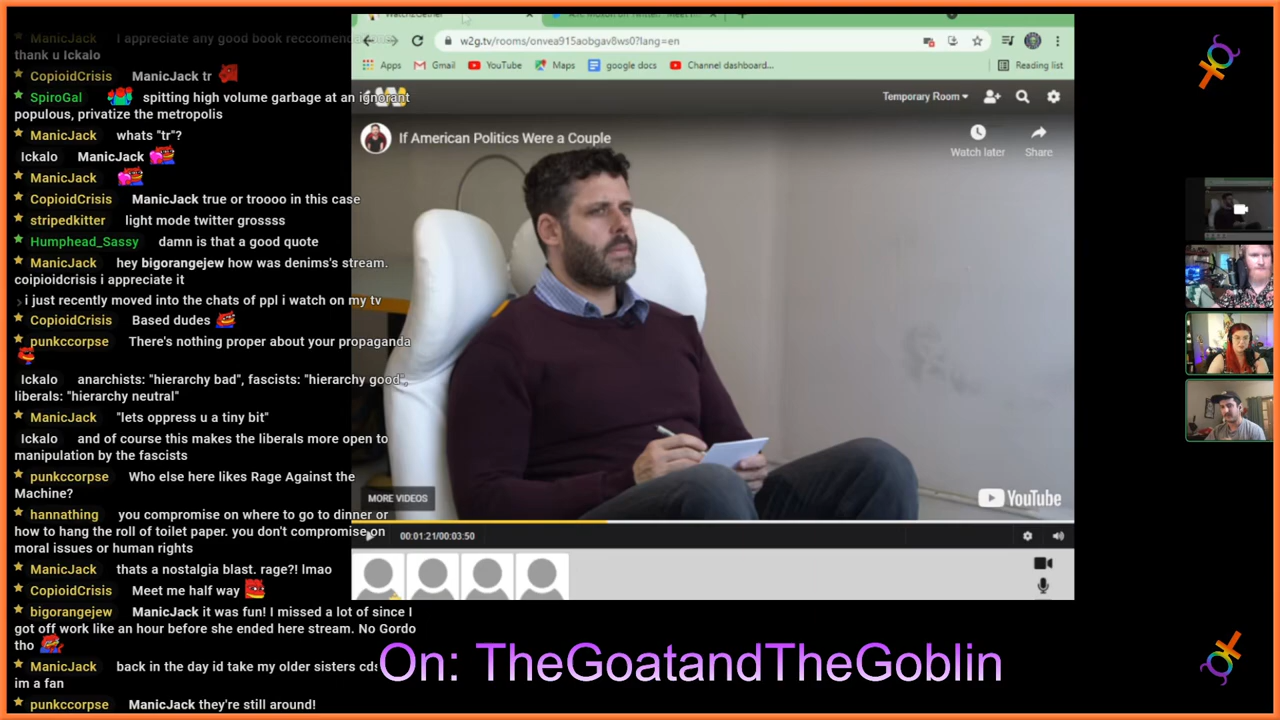 ManicJack I appreciate any good book reccomendations
thank u Ickalo
CopioidCrisis ManicJack tr
SpiroGal spitting high volume garbage at an ignorant
populous, privatize the metropolis
ManicJack whats "tr"?
Ickalo ManicJack
ManicJack
CopioidCrisis ManicJack true or troooo in this case
stripedkitter light mode twitter grossss
Humphead_Sassy damn is that a good quote
ManicJack hey bigorangejew how was denims's stream.
coipioidcrisis i appreciate it
i just recently moved into the chats of ppl i watch on my tv
CopioidCrisis Based dudes
punkccorpse There's nothing proper about your propaganda
Ickalo anarchists: "hierarchy bad", fascists: "hierarchy good",
liberals: "hierarchy neutral"
ManicJack "lets oppress u a tiny bit"
Ickalo and of course this makes the liberals more open to
manipulation by the fascists
punkccorpse Who else here likes Rage Against the
Machine?
hannathing you compromise on where to go to dinner or
how to hang the roll of toilet paper. you don't compromise on
moral issues or human rights
ManicJack thats a nostalgia blast. rage?! lmao
CopioidCrisis Meet me half way
bigorangejew ManicJack it was fun! I missed a lot of since I
got off work like an hour before she ended here stream. No Gordo
tho
ManicJack back in the day id take my older sisters cds
im a fan
punkccorpse ManicJack they're still around!
w2g.tv/rooms/onvea915aobgav8ws0?lang=en
Apps Gmail YouTube Maps google docs Channel dashboard... Reading list
Temporary Room
If American Politics Were a Couple
Watch later Share
MORE VIDEOS
YouTube
00:01:21/00:03:50
On: TheGoatandTheGoblin